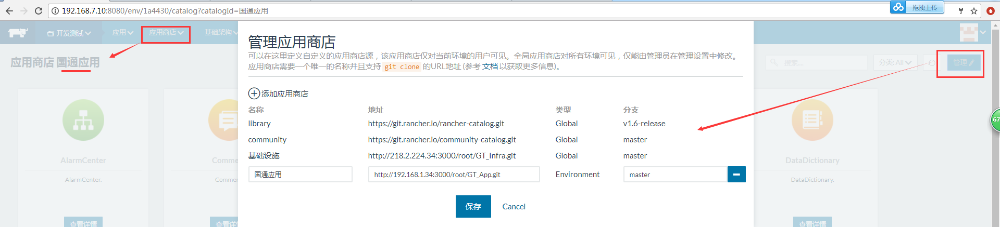 192.168.7.10:8080/env/1a4430/catalog?catalogId=国通应用
拖拽上传
开发测试 应用 应用商店 基础架构
应用商店 国通应用
搜索... 分类: All 管理
管理应用商店
可以在这里定义自定义的应用商店源，该应用商店仅对当前环境的用户可见。全局应用商店对所有环境可见，仅能由管理员在管理设置中修改。
应用商店需要一个唯一的名称并且支持 git clone 的URL地址 (参考 文档 以获取更多信息)。
添加应用商店
名称 地址 类型 分支
library https://git.rancher.io/rancher-catalog.git Global v1.6-release
community https://git.rancher.io/community-catalog.git Global master
基础设施 http://218.2.224.34:3000/root/GT_Infra.git Global master
国通应用 http://192.168.1.34:3000/root/GT_App.git Environment master
保存 Cancel
AlarmCenter
AlarmCenter.
查看详情
Comme
Commer
查看详情
DataDictionary
DataDictionary.
查看详情
67